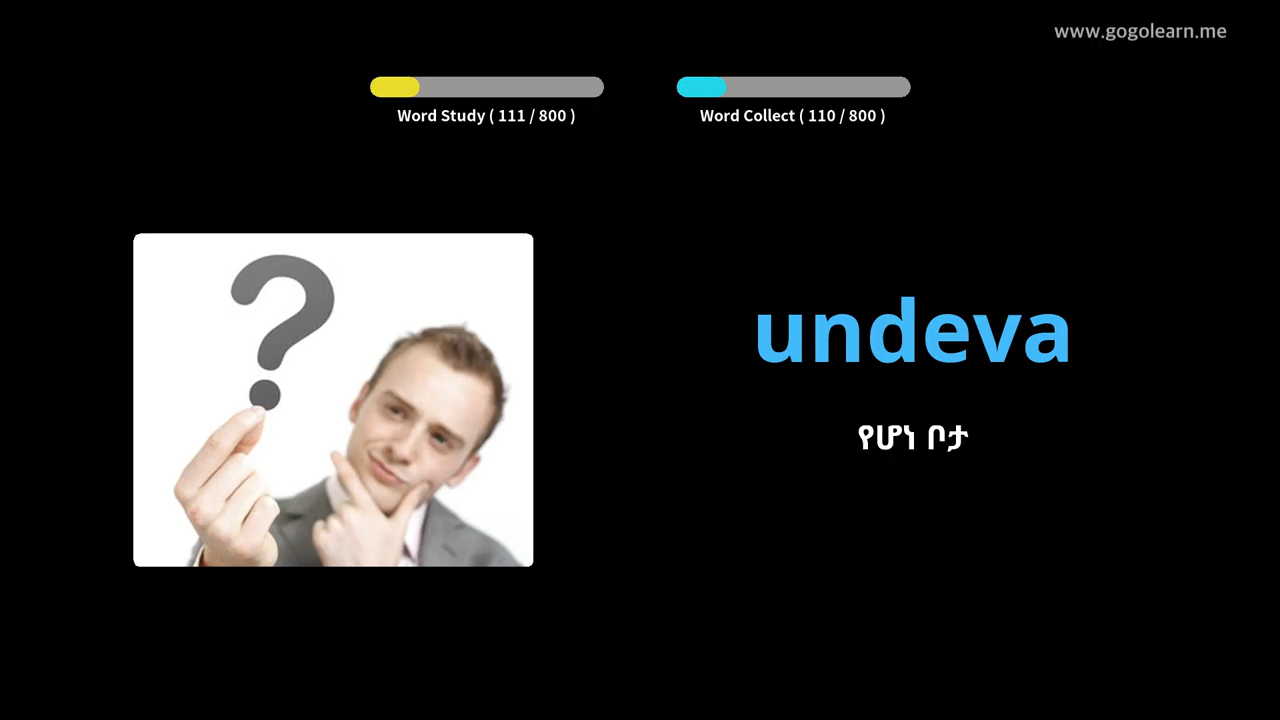 www.gogolearn.me
Word Study ( 111 / 800 )
Word Collect ( 110 / 800 )
undeva
የሆነ ቦታ